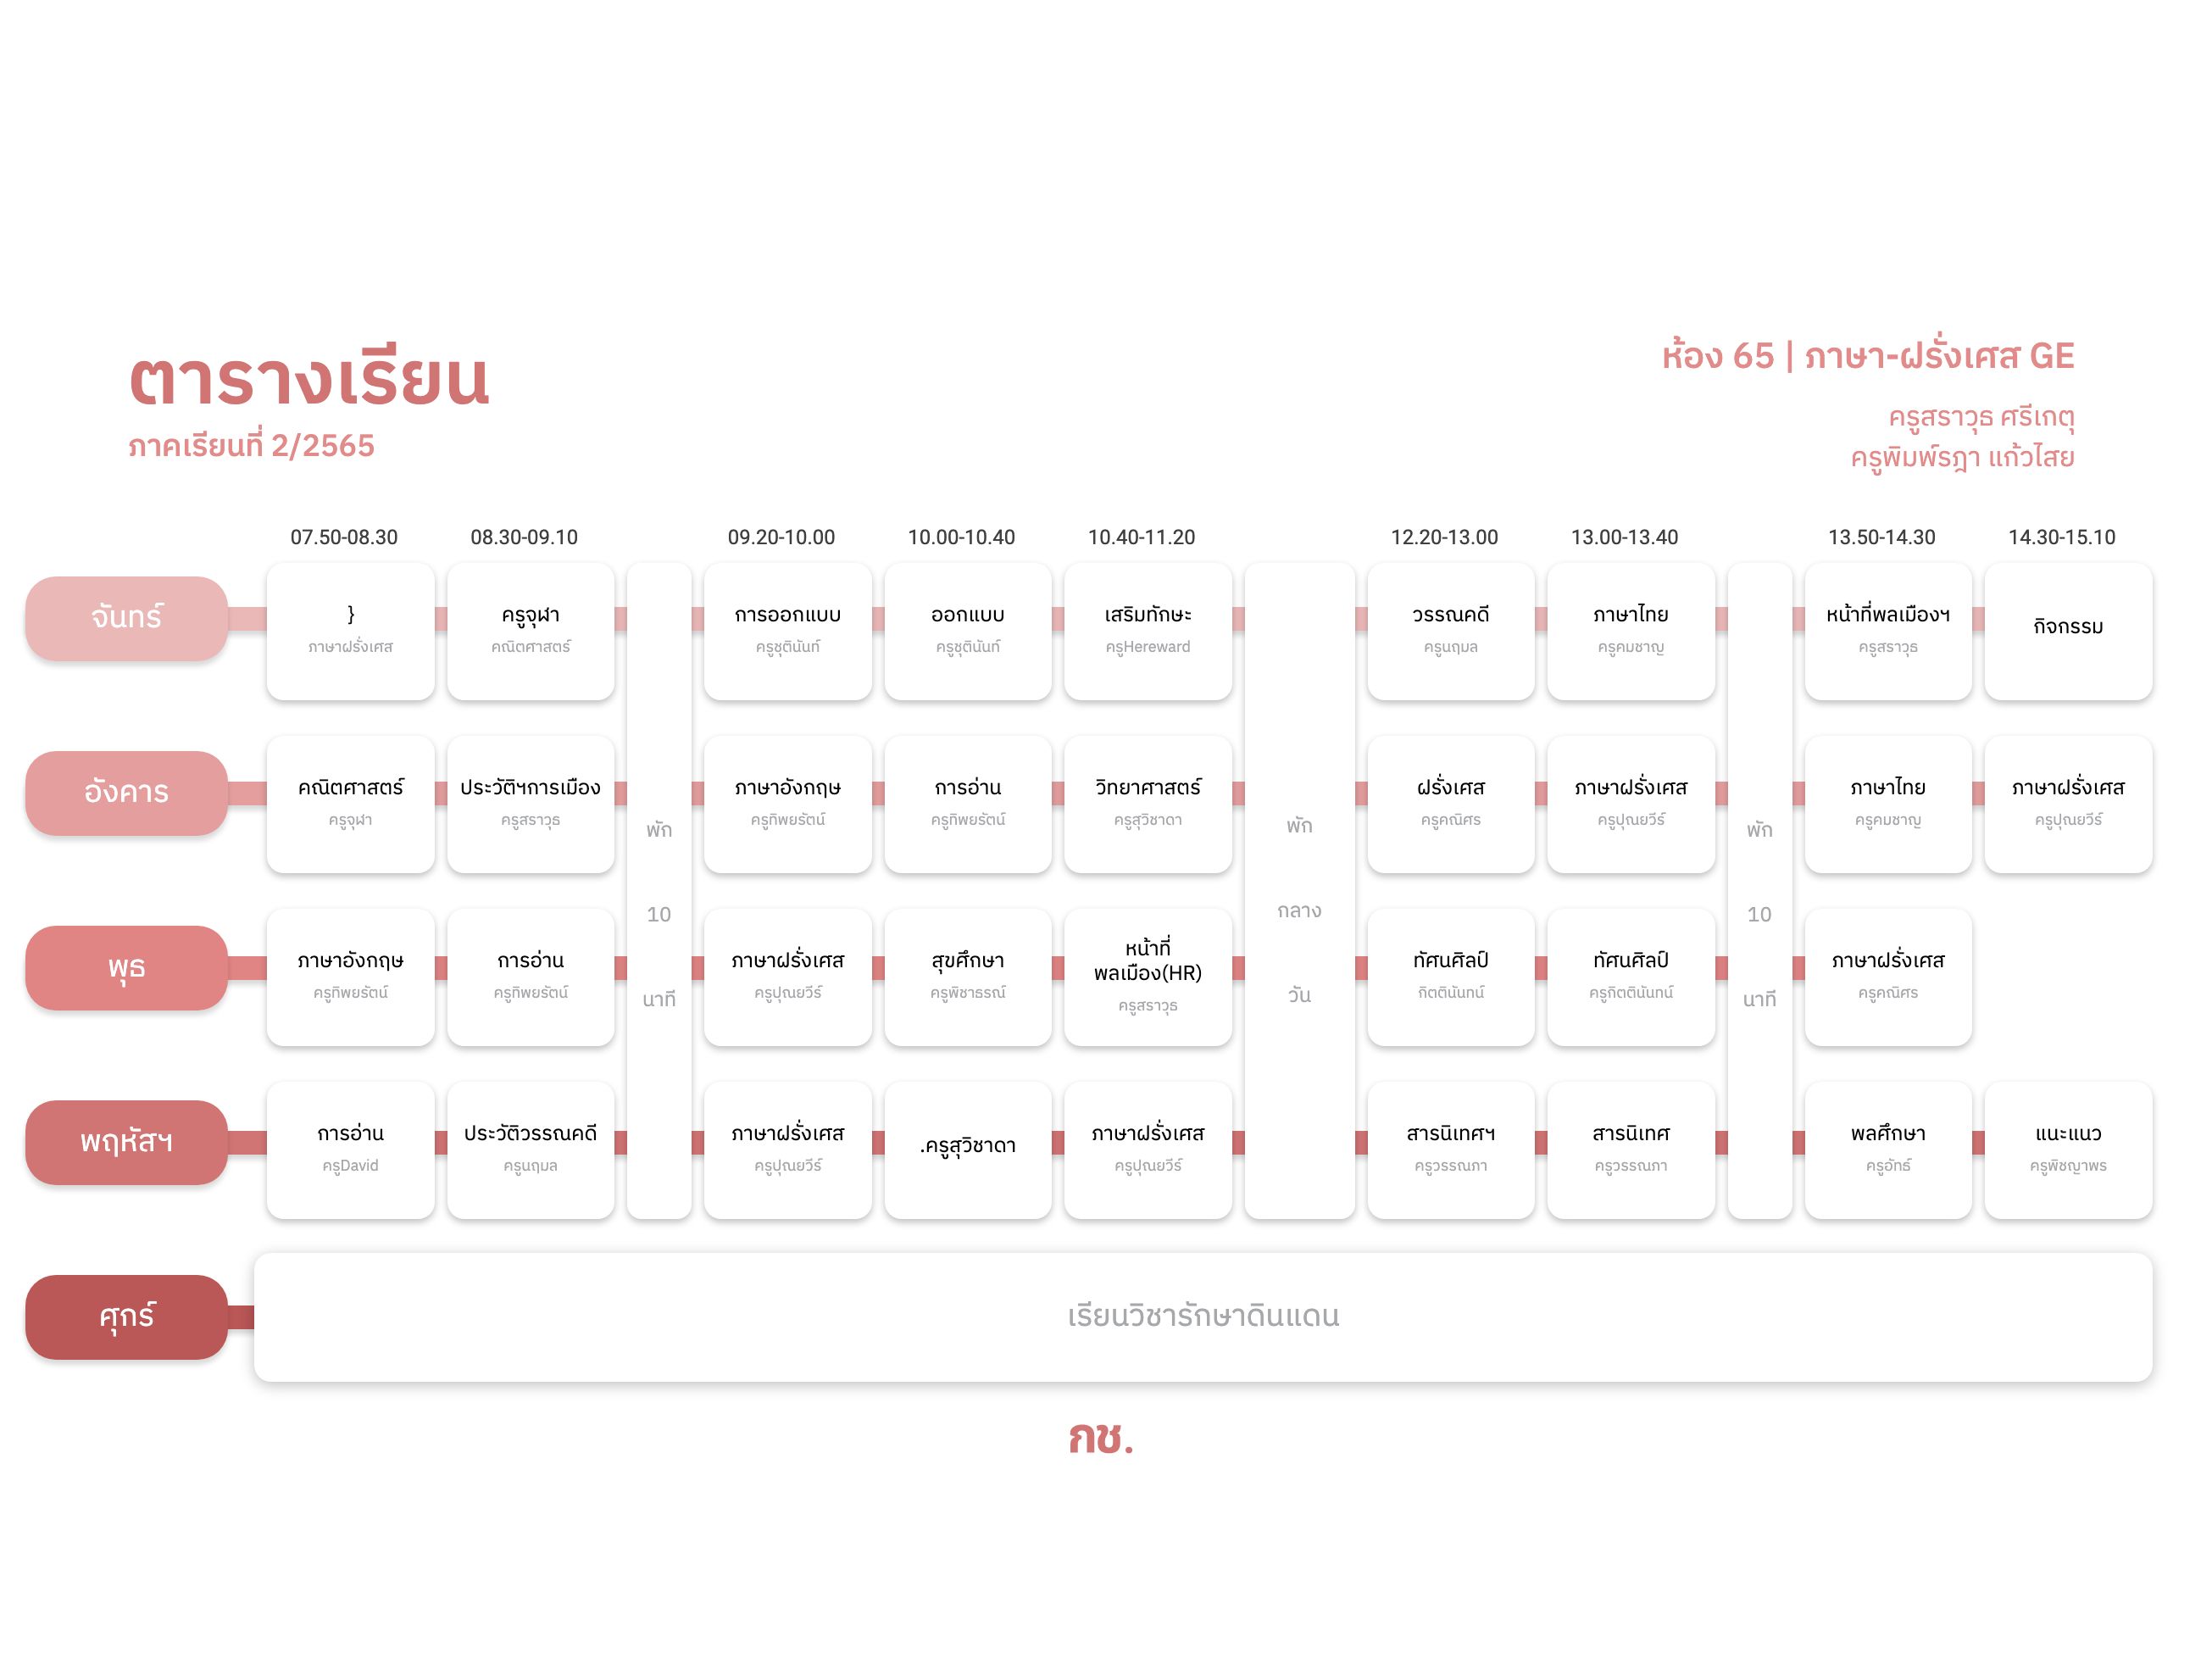 ตารางเรียน
ภาคเรียนที่ 2/2565
ห้อง 65 | ภาษา-ฝรั่งเศส GE
ครูสราวุธ ศรีเกตุ
ครูพิมพ์รฎา แก้วไสย
07.50-08.30 08.30-09.10 09.20-10.00 10.00-10.40 10.40-11.20 12.20-13.00 13.00-13.40 13.50-14.30 14.30-15.10
จันทร์
} ครูจุฬา การออกแบบ ออกแบบ เสริมทักษะ วรรณคดี ภาษาไทย หน้าที่พลเมืองฯ กิจกรรม
ภาษาฝรั่งเศส คณิตศาสตร์ ครูชุตินันท์ ครูชุตินันท์ ครูHereward ครูนฤมล ครูคมชาญ ครูสราวุธ
อังคาร
คณิตศาสตร์ ประวัติฯการเมือง ภาษาอังกฤษ การอ่าน วิทยาศาสตร์ ฝรั่งเศส ภาษาฝรั่งเศส ภาษาไทย ภาษาฝรั่งเศส
ครูจุฬา ครูสราวุธ ครูทิพยรัตน์ ครูทิพยรัตน์ ครูสุวิชาดา ครูคณิศร ครูปุณยวีร์ ครูคมชาญ ครูปุณยวีร์
พัก
10
นาที
พัก
กลาง
วัน
พัก
10
นาที
พุธ
ภาษาอังกฤษ การอ่าน ภาษาฝรั่งเศส สุขศึกษา หน้าที่
พลเมือง(HR) ทัศนศิลป์ ทัศนศิลป์ ภาษาฝรั่งเศส
ครูทิพยรัตน์ ครูทิพยรัตน์ ครูปุณยวีร์ ครูพิชาธรณ์ ครูสราวุธ กิตตินันทน์ ครูกิตตินันทน์ ครูคณิศร
พฤหัสฯ
การอ่าน ประวัติวรรณคดี ภาษาฝรั่งเศส .ครูสุวิชาดา ภาษาฝรั่งเศส สารนิเทศฯ สารนิเทศ พลศึกษา แนะแนว
ครูDavid ครูนฤมล ครูปุณยวีร์ ครูปุณยวีร์ ครูวรรณภา ครูวรรณภา ครูอัทธ์ ครูพิชญาพร
ศุกร์
เรียนวิชารักษาดินแดน
กช.